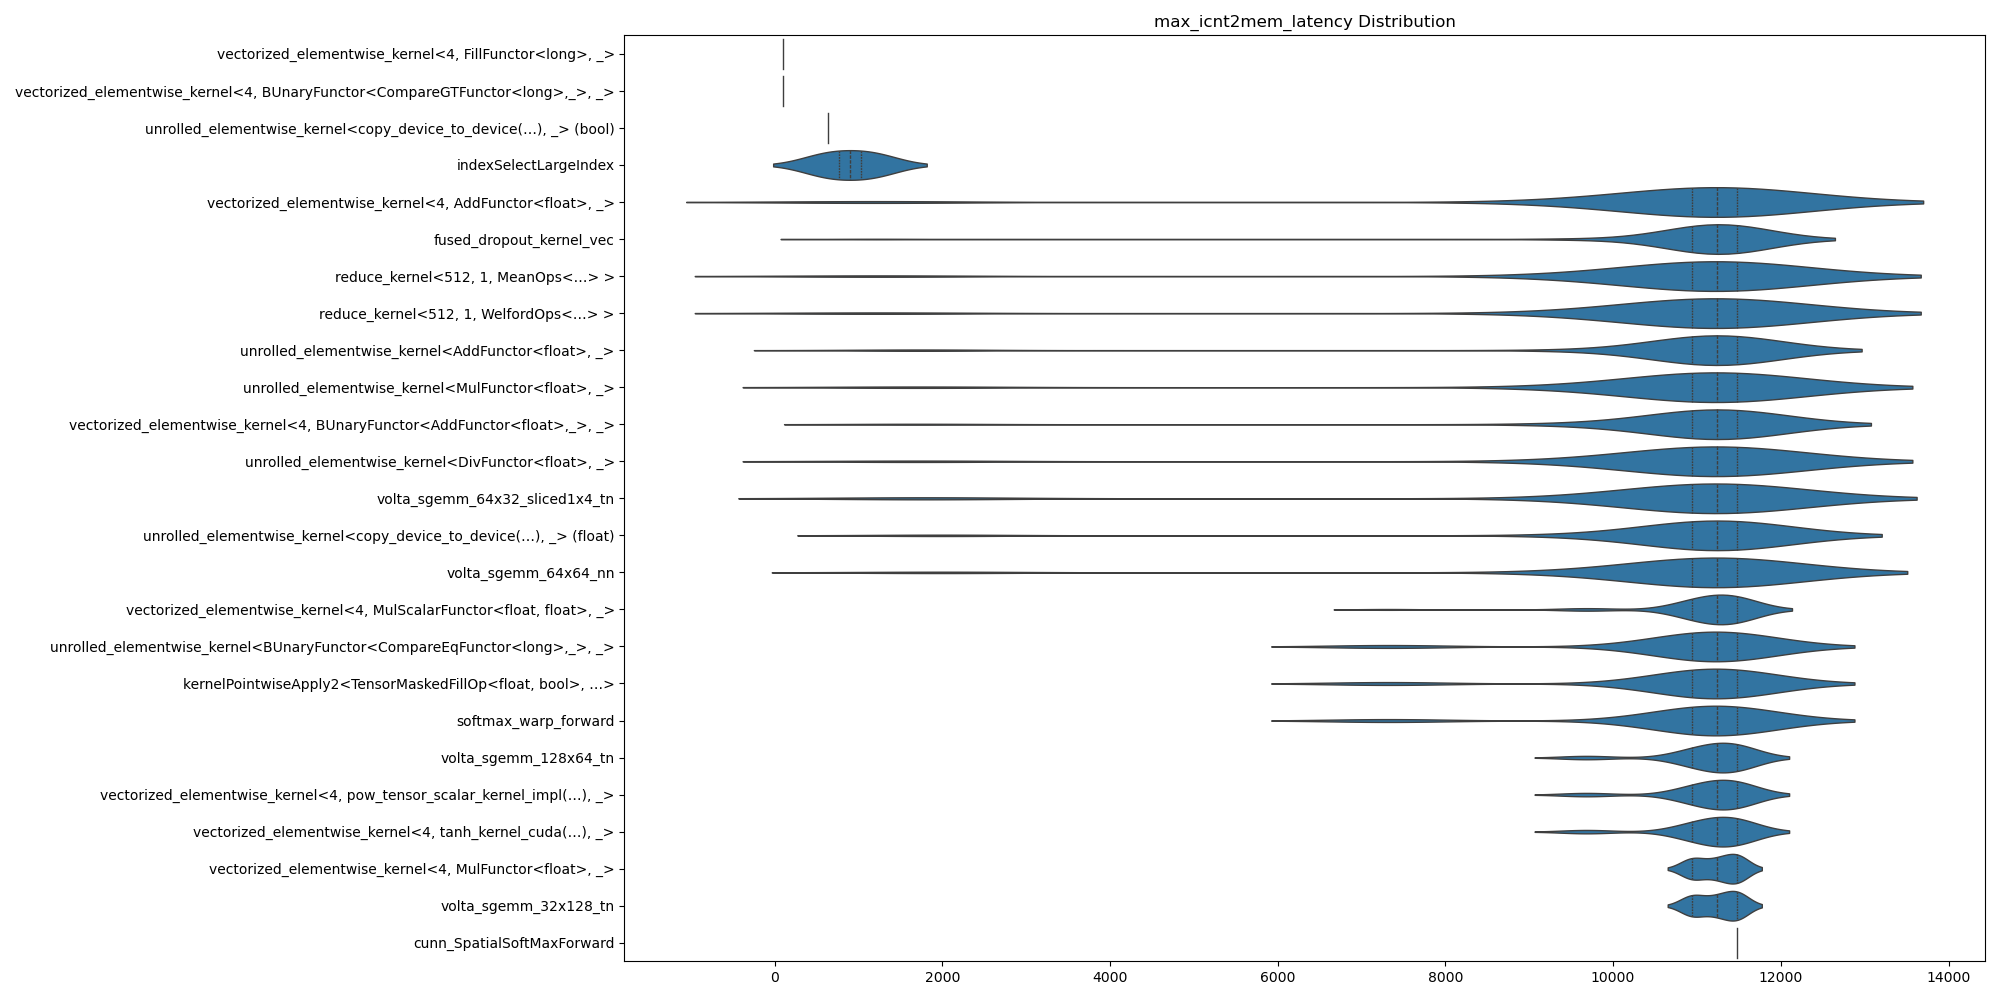 max_icnt2mem_latency Distribution
vectorized_elementwise_kernel<4, FillFunctor<long>, _>
vectorized_elementwise_kernel<4, BUnaryFunctor<CompareGTFunctor<long>,_>, _>
unrolled_elementwise_kernel<copy_device_to_device(...), _> (bool)
indexSelectLargeIndex
vectorized_elementwise_kernel<4, AddFunctor<float>, _>
fused_dropout_kernel_vec
reduce_kernel<512, 1, MeanOps<...> >
reduce_kernel<512, 1, WelfordOps<...> >
unrolled_elementwise_kernel<AddFunctor<float>, _>
unrolled_elementwise_kernel<MulFunctor<float>, _>
vectorized_elementwise_kernel<4, BUnaryFunctor<AddFunctor<float>,_>, _>
unrolled_elementwise_kernel<DivFunctor<float>, _>
volta_sgemm_64x32_sliced1x4_tn
unrolled_elementwise_kernel<copy_device_to_device(...), _> (float)
volta_sgemm_64x64_nn
vectorized_elementwise_kernel<4, MulScalarFunctor<float, float>, _>
unrolled_elementwise_kernel<BUnaryFunctor<CompareEqFunctor<long>,_>, _>
kernelPointwiseApply2<TensorMaskedFillOp<float, bool>, ...>
softmax_warp_forward
volta_sgemm_128x64_tn
vectorized_elementwise_kernel<4, pow_tensor_scalar_kernel_impl(...), _>
vectorized_elementwise_kernel<4, tanh_kernel_cuda(...), _>
vectorized_elementwise_kernel<4, MulFunctor<float>, _>
volta_sgemm_32x128_tn
cunn_SpatialSoftMaxForward
0 2000 4000 6000 8000 10000 12000 14000